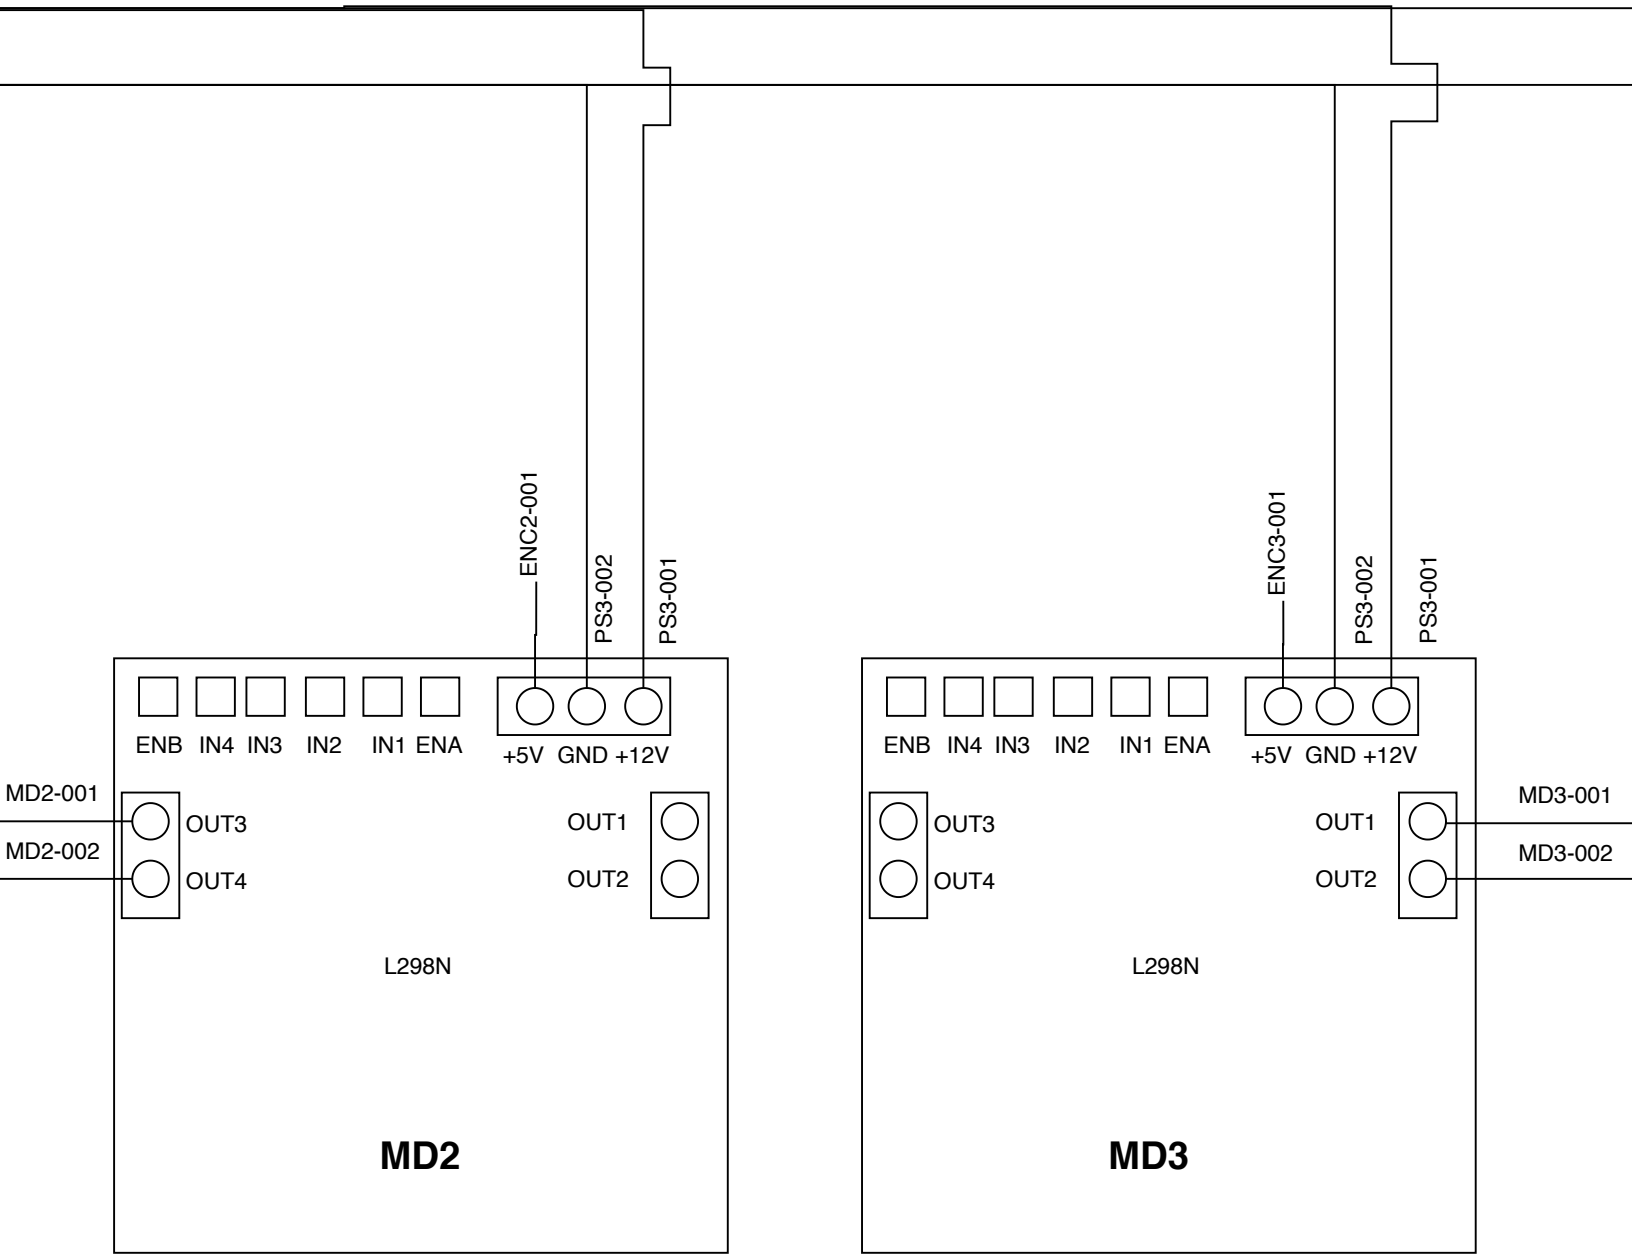 ENC2-001
PS3-002
PS3-001
ENC3-001
PS3-002
PS3-001
ENB IN4 IN3 IN2 IN1 ENA
+5V GND +12V
ENB IN4 IN3 IN2 IN1 ENA
+5V GND +12V
MD2-001
OUT3
OUT1
MD2-002
OUT4
OUT2
OUT3
OUT1
MD3-001
OUT4
OUT2
MD3-002
L298N
L298N
MD2
MD3